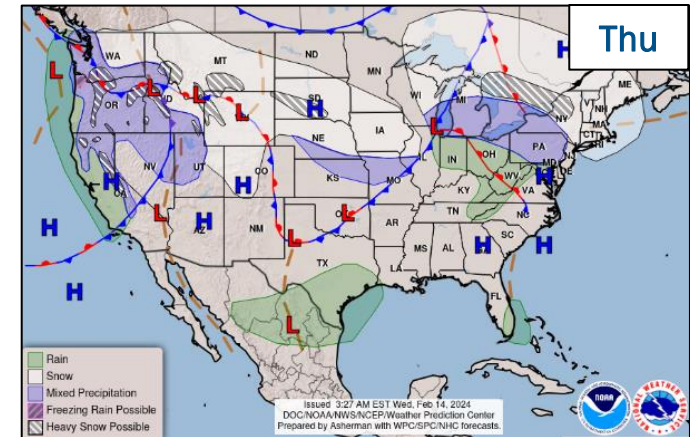 Thu
WA
MT
ND
MN
ME
OR
ID
SD
WI
MI
VT
NH
NY
MA
CT
RI
IA
NE
PA
NJ
NV
UT
CO
KS
MO
IL
IN
OH
WV
MD
DE
VA
KY
CA
AZ
NM
OK
AR
TN
NC
SC
TX
LA
MS
AL
GA
FL
H
H
H
H
H
H
H
H
H
H
H
L
L
L
L
L
L
L
L
L
Rain
Snow
Mixed Precipitation
Freezing Rain Possible
Heavy Snow Possible
Issued 3:27 AM EST Wed, Feb 14, 2024
DOC/NOAA/NWS/NCEP/Weather Prediction Center
Prepared by Asherman with WPC/SPC/NHC forecasts.
NOAA